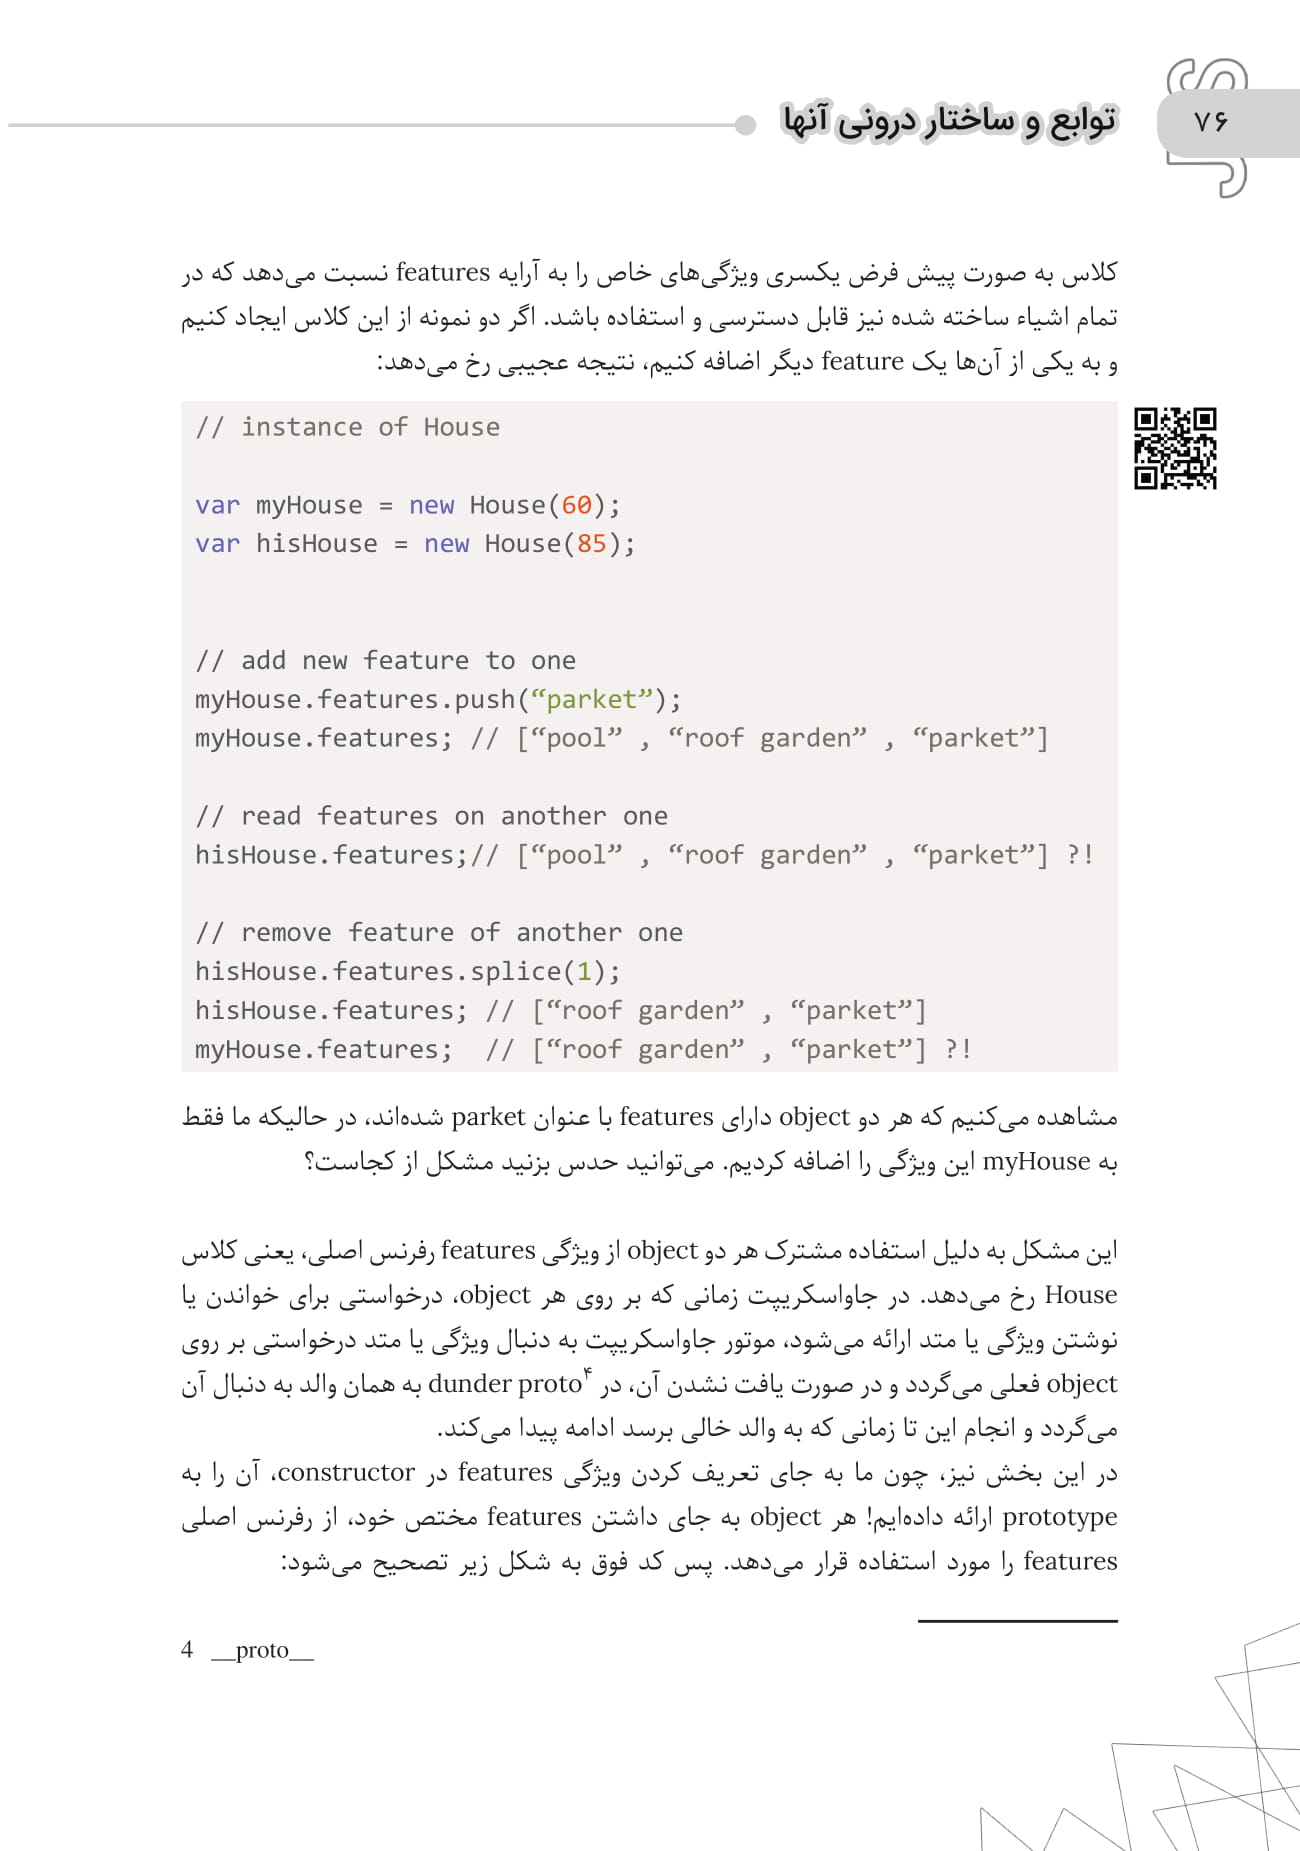 توابع و ساختار درونی آنها
۷۶
کلاس به صورت پیش فرض یکسری ویژگی‌های خاص را به آرایه features نسبت می‌دهد که در
تمام اشیاء ساخته شده نیز قابل دسترسی و استفاده باشد. اگر دو نمونه از این کلاس ایجاد کنیم
و به یکی از آن‌ها یک feature دیگر اضافه کنیم، نتیجه عجیبی رخ می‌دهد:
// instance of House
var myHouse = new House(60);
var hisHouse = new House(85);
// add new feature to one
myHouse.features.push(“parket”);
myHouse.features; // [“pool” , “roof garden” , “parket”]
// read features on another one
hisHouse.features;// [“pool” , “roof garden” , “parket”] ?!
// remove feature of another one
hisHouse.features.splice(1);
hisHouse.features; // [“roof garden” , “parket”]
myHouse.features;  // [“roof garden” , “parket”] ?!
مشاهده می‌کنیم که هر دو object دارای features با عنوان parket شده‌اند، در حالیکه ما فقط
به myHouse این ویژگی را اضافه کردیم. می‌توانید حدس بزنید مشکل از کجاست؟
این مشکل به دلیل استفاده مشترک هر دو object از ویژگی features رفرنس اصلی، یعنی کلاس
House رخ می‌دهد. در جاواسکریپت زمانی که بر روی هر object، درخواستی برای خواندن یا
نوشتن ویژگی یا متد ارائه می‌شود، موتور جاواسکریپت به دنبال ویژگی یا متد درخواستی بر روی
object فعلی می‌گردد و در صورت یافت نشدن آن، در dunder proto۴ به همان والد به دنبال آن
می‌گردد و انجام این تا زمانی که به والد خالی برسد ادامه پیدا می‌کند.
در این بخش نیز، چون ما به جای تعریف کردن ویژگی features در constructor، آن را به
prototype ارائه داده‌ایم! هر object به جای داشتن features مختص خود، از رفرنس اصلی
features را مورد استفاده قرار می‌دهد. پس کد فوق به شکل زیر تصحیح می‌شود:
4 __proto__